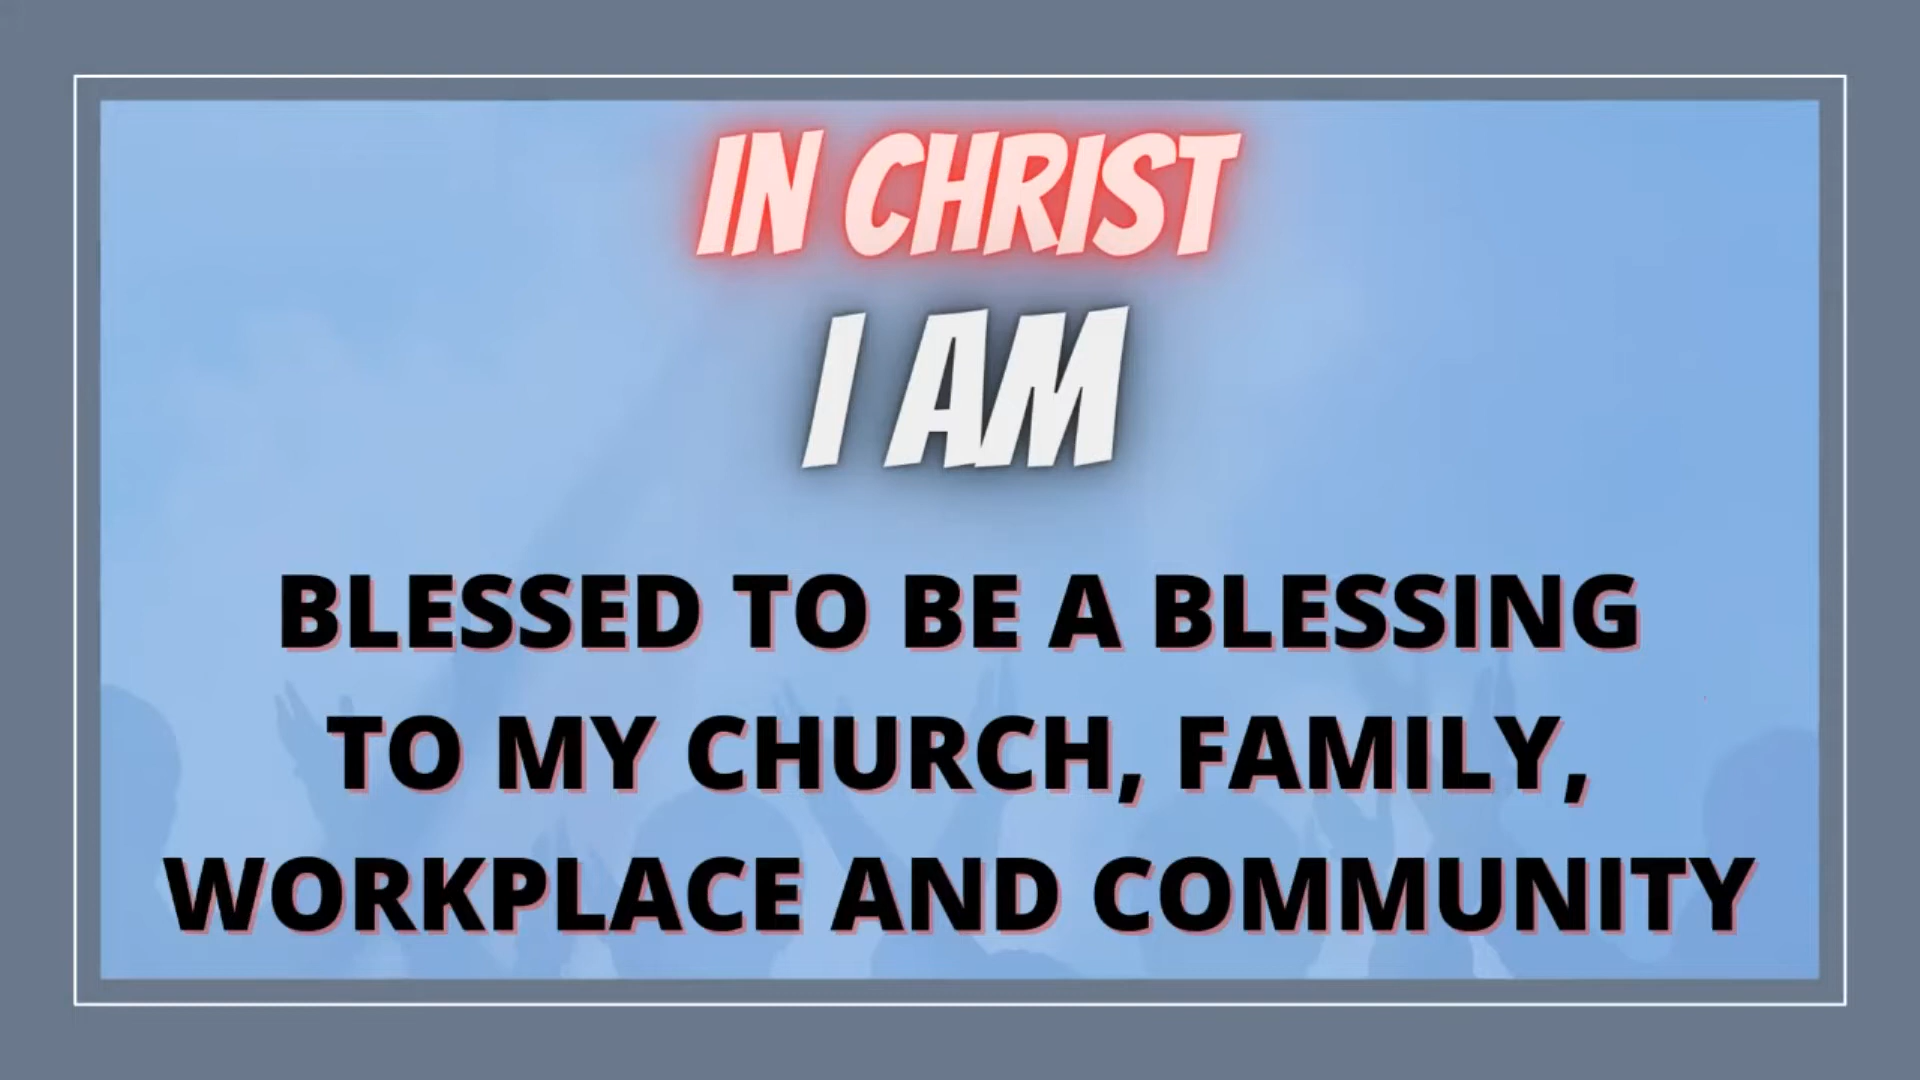 IN CHRIST
I AM
BLESSED TO BE A BLESSING
TO MY CHURCH, FAMILY,
WORKPLACE AND COMMUNITY